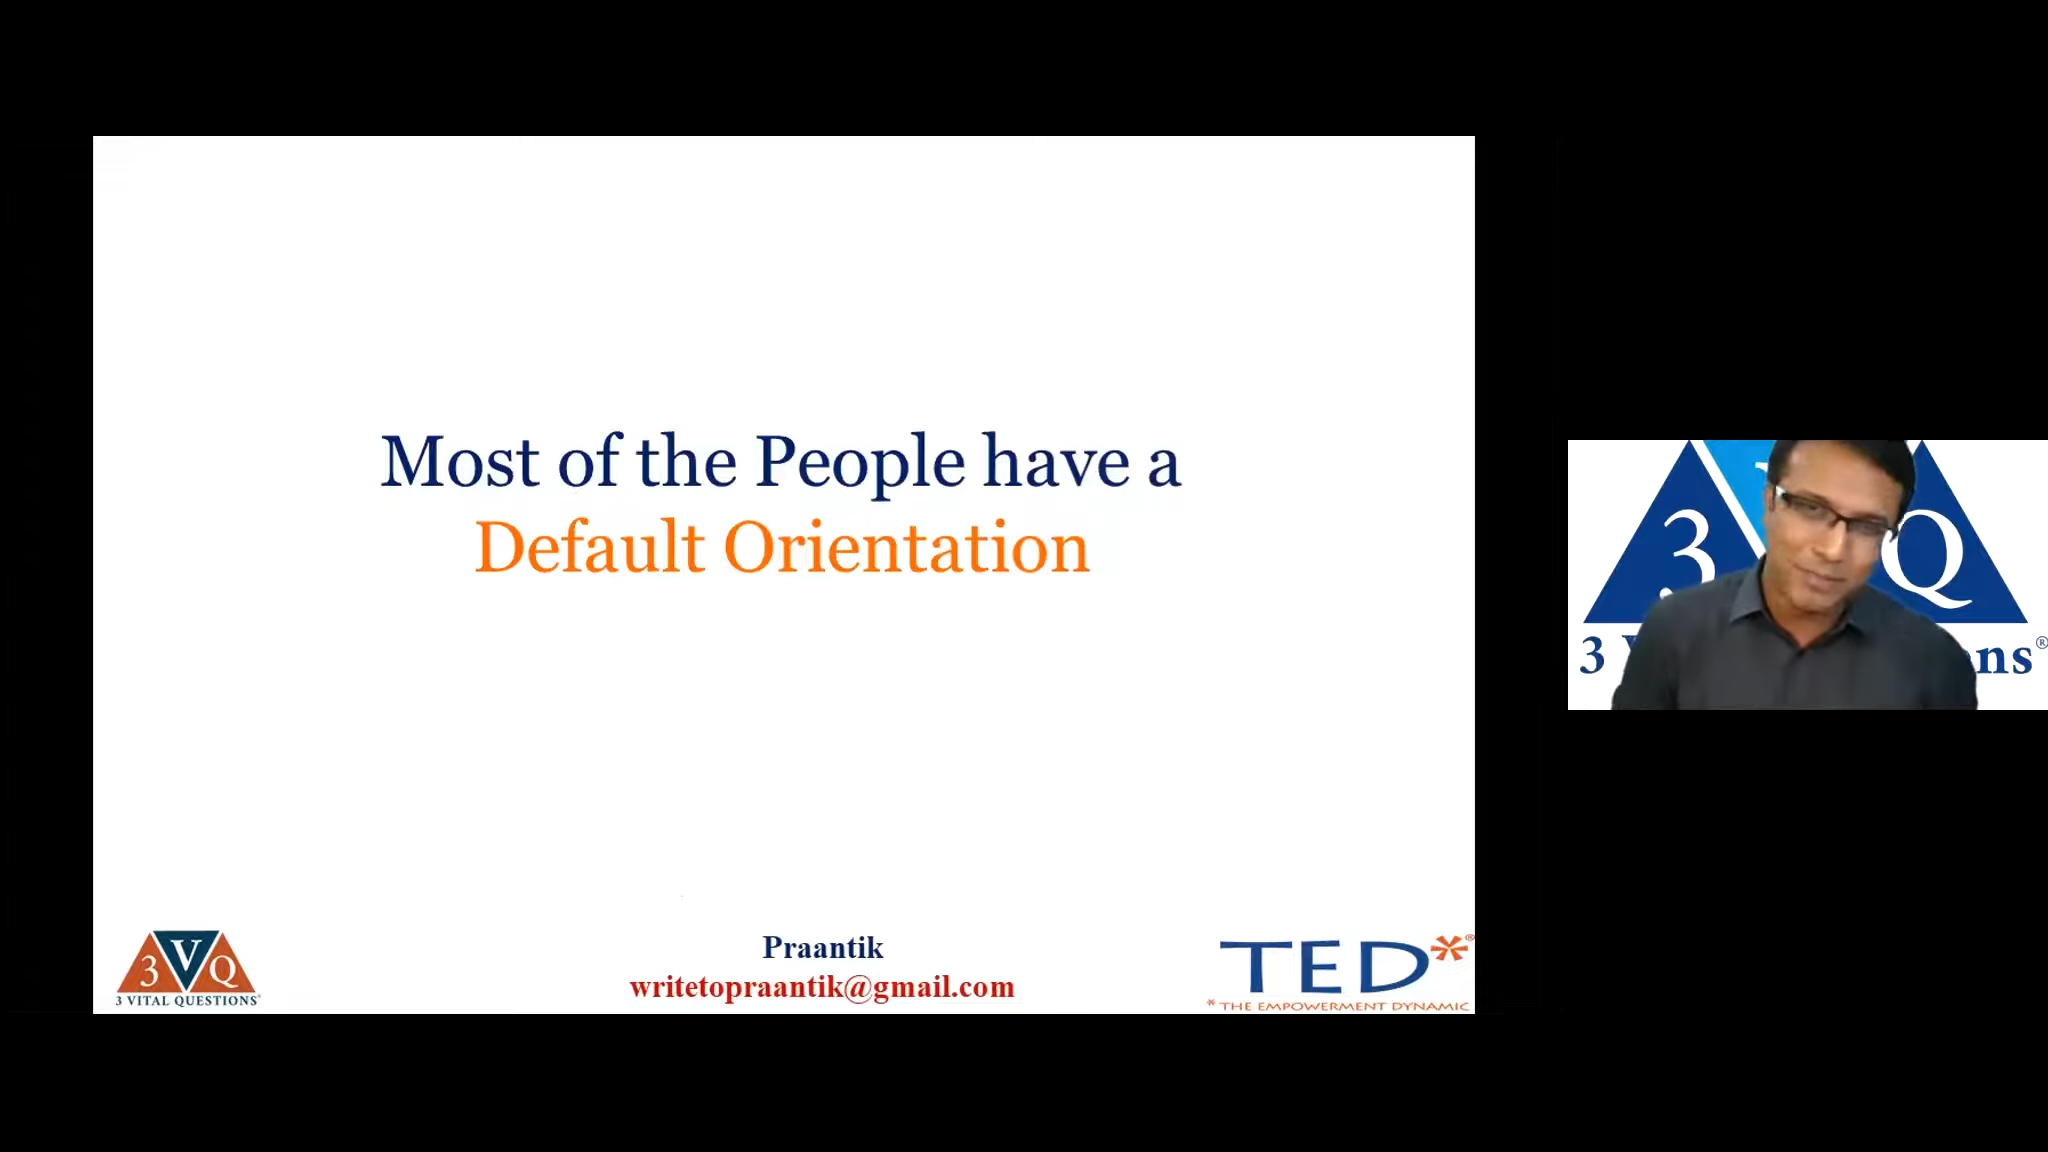 Most of the People have a
Default Orientation
3VQ
3 VITAL QUESTIONS®
Praantik
writetopraantik@gmail.com
TED*®
*THE EMPOWERMENT DYNAMIC
3 Q
3 ns®